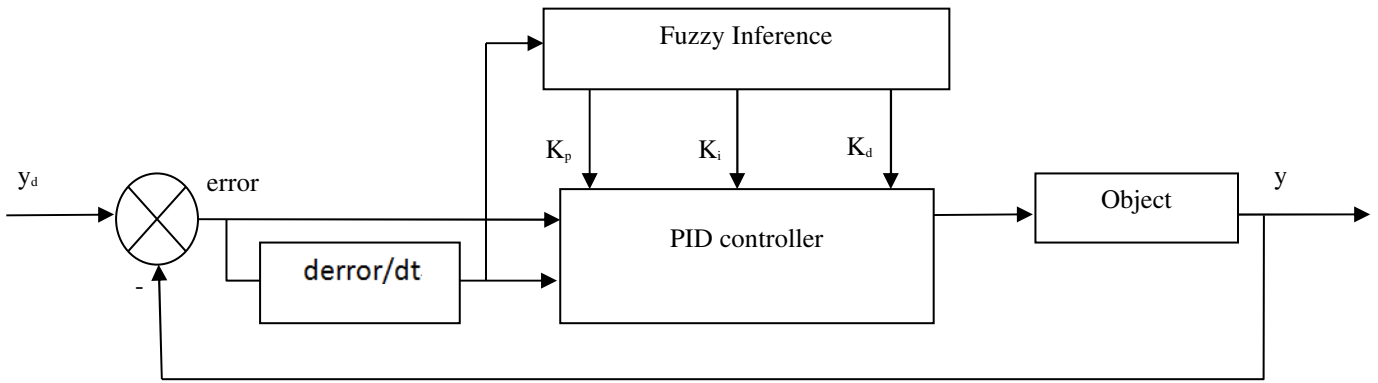 Fuzzy Inference
Kp
Ki
Kd
yd
error
Object
y
PID controller
derror/dt
-